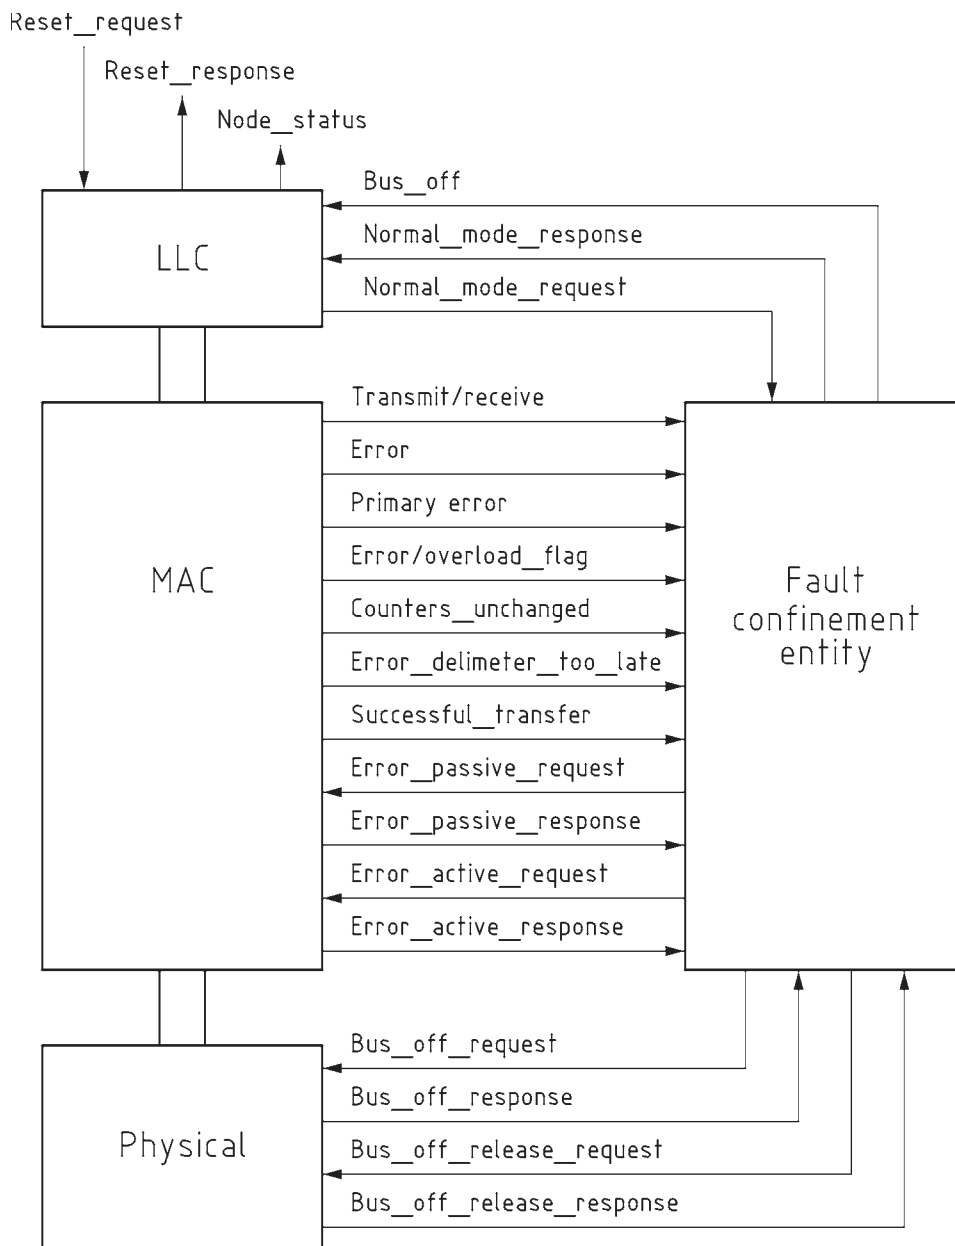 Reset_request
Reset_response
Node_status
Bus_off
LLC
Normal_mode_response
Normal_mode_request
Transmit/receive
Error
Primary error
Error/overload_flag
MAC
Fault
confinement
entity
Counters_unchanged
Error_delimeter_too_late
Successful_transfer
Error_passive_request
Error_passive_response
Error_active_request
Error_active_response
Bus_off_request
Bus_off_response
Physical
Bus_off_release_request
Bus_off_release_response